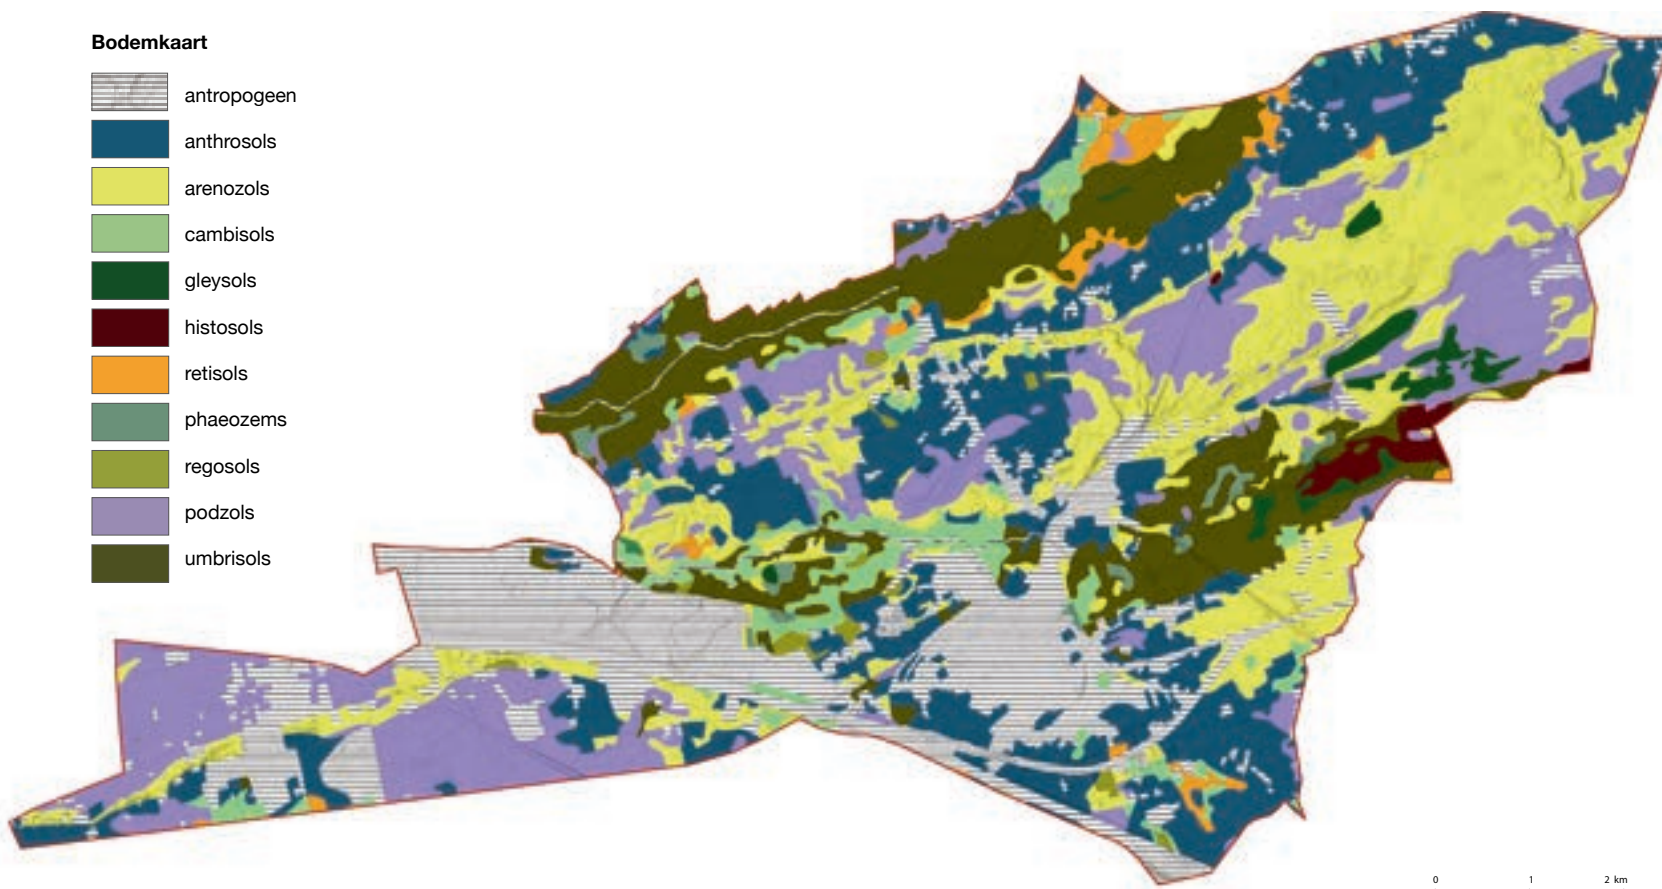 Bodemkaart
antropogeen
anthrosols
arenozols
cambisols
gleysols
histosols
retisols
phaeozems
regosols
podzols
umbrisols
0 1 2 km